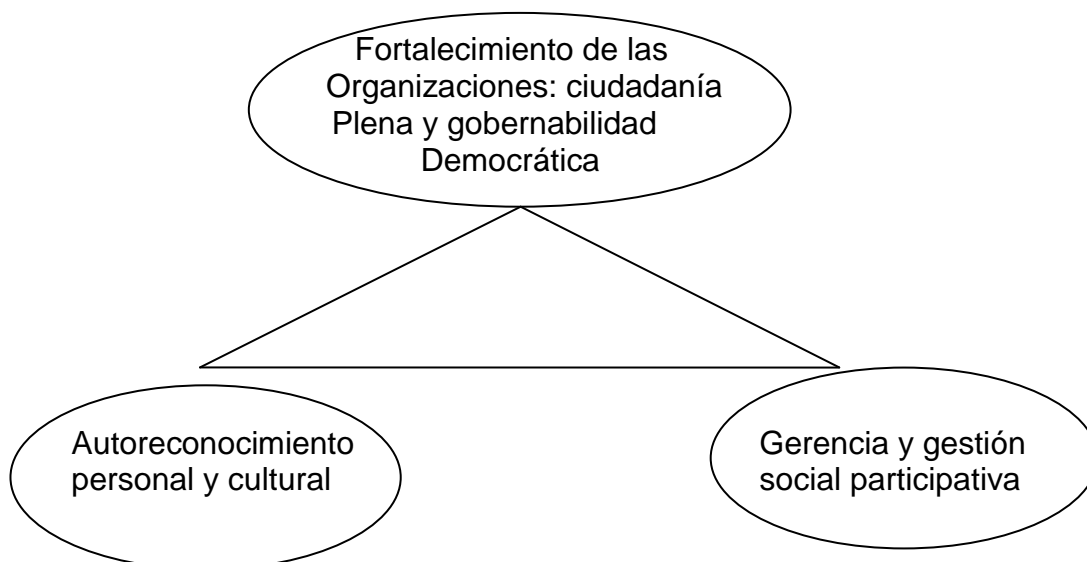 Fortalecimiento de las
Organizaciones: ciudadanía
Plena y gobernabilidad
Democrática
Autoreconocimiento
personal y cultural
Gerencia y gestión
social participativa